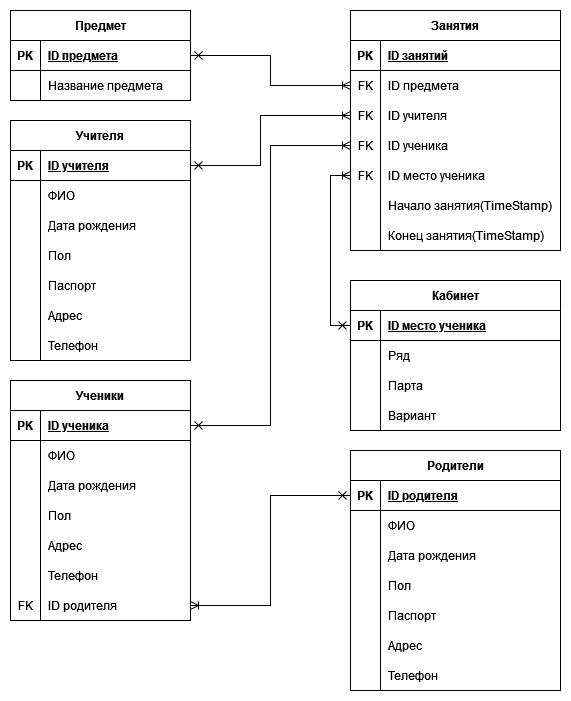 Предмет
PK ID предмета
Название предмета
Учителя
PK ID учителя
ФИО
Дата рождения
Пол
Паспорт
Адрес
Телефон
Ученики
PK ID ученика
ФИО
Дата рождения
Пол
Адрес
Телефон
FK ID родителя
Занятия
PK ID занятий
FK ID предмета
FK ID учителя
FK ID ученика
FK ID место ученика
Начало занятия(TimeStamp)
Конец занятия(TimeStamp)
Кабинет
PK ID место ученика
Ряд
Парта
Вариант
Родители
PK ID родителя
ФИО
Дата рождения
Пол
Паспорт
Адрес
Телефон